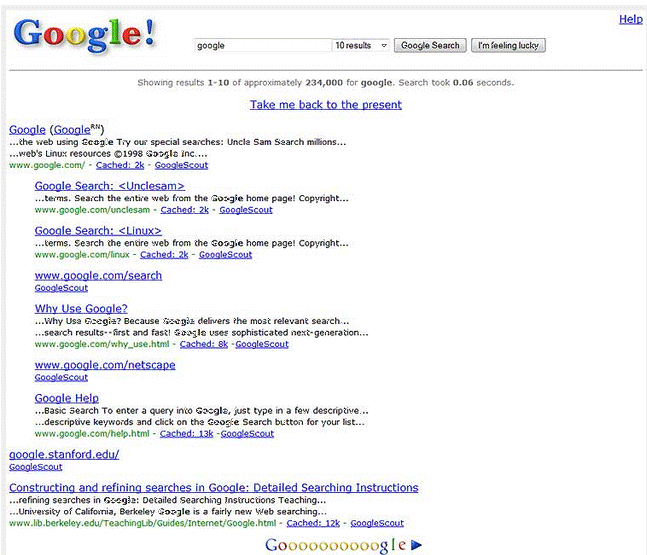 Help
Google!
google 10 results Google Search I'm feeling lucky
Showing results 1-10 of approximately 234,000 for google. Search took 0.06 seconds.
Take me back to the present
Google (GoogleRN)
...the web using Google Try our special searches: Uncle Sam Search millions...
...web's Linux resources ©1998 Google Inc....
www.google.com/ - Cached: 2k - GoogleScout
Google Search: <Unclesam>
...terms. Search the entire web from the Google home page! Copyright...
www.google.com/unclesam - Cached: 2k - GoogleScout
Google Search: <Linux>
...terms. Search the entire web from the Google home page! Copyright...
www.google.com/linux - Cached: 2k - GoogleScout
www.google.com/search
GoogleScout
Why Use Google?
...Why Use Google? Because Google delivers the most relevant search...
...search results--first and fast! Google uses sophisticated next-generation...
www.google.com/why_use.html - Cached: 8k -GoogleScout
www.google.com/netscape
GoogleScout
Google Help
...Basic Search To enter a query into Google, just type in a few descriptive...
...descriptive keywords and click on the Google Search button for your list...
www.google.com/help.html - Cached: 13k -GoogleScout
google.stanford.edu/
GoogleScout
Constructing and refining searches in Google: Detailed Searching Instructions
...refining searches in Google: Detailed Searching Instructions Teaching...
...University of California, Berkeley Google is a fairly new Web searching...
www.lib.berkeley.edu/TeachingLib/Guides/Internet/Google.html - Cached: 12k - GoogleScout
Goooooooooogle